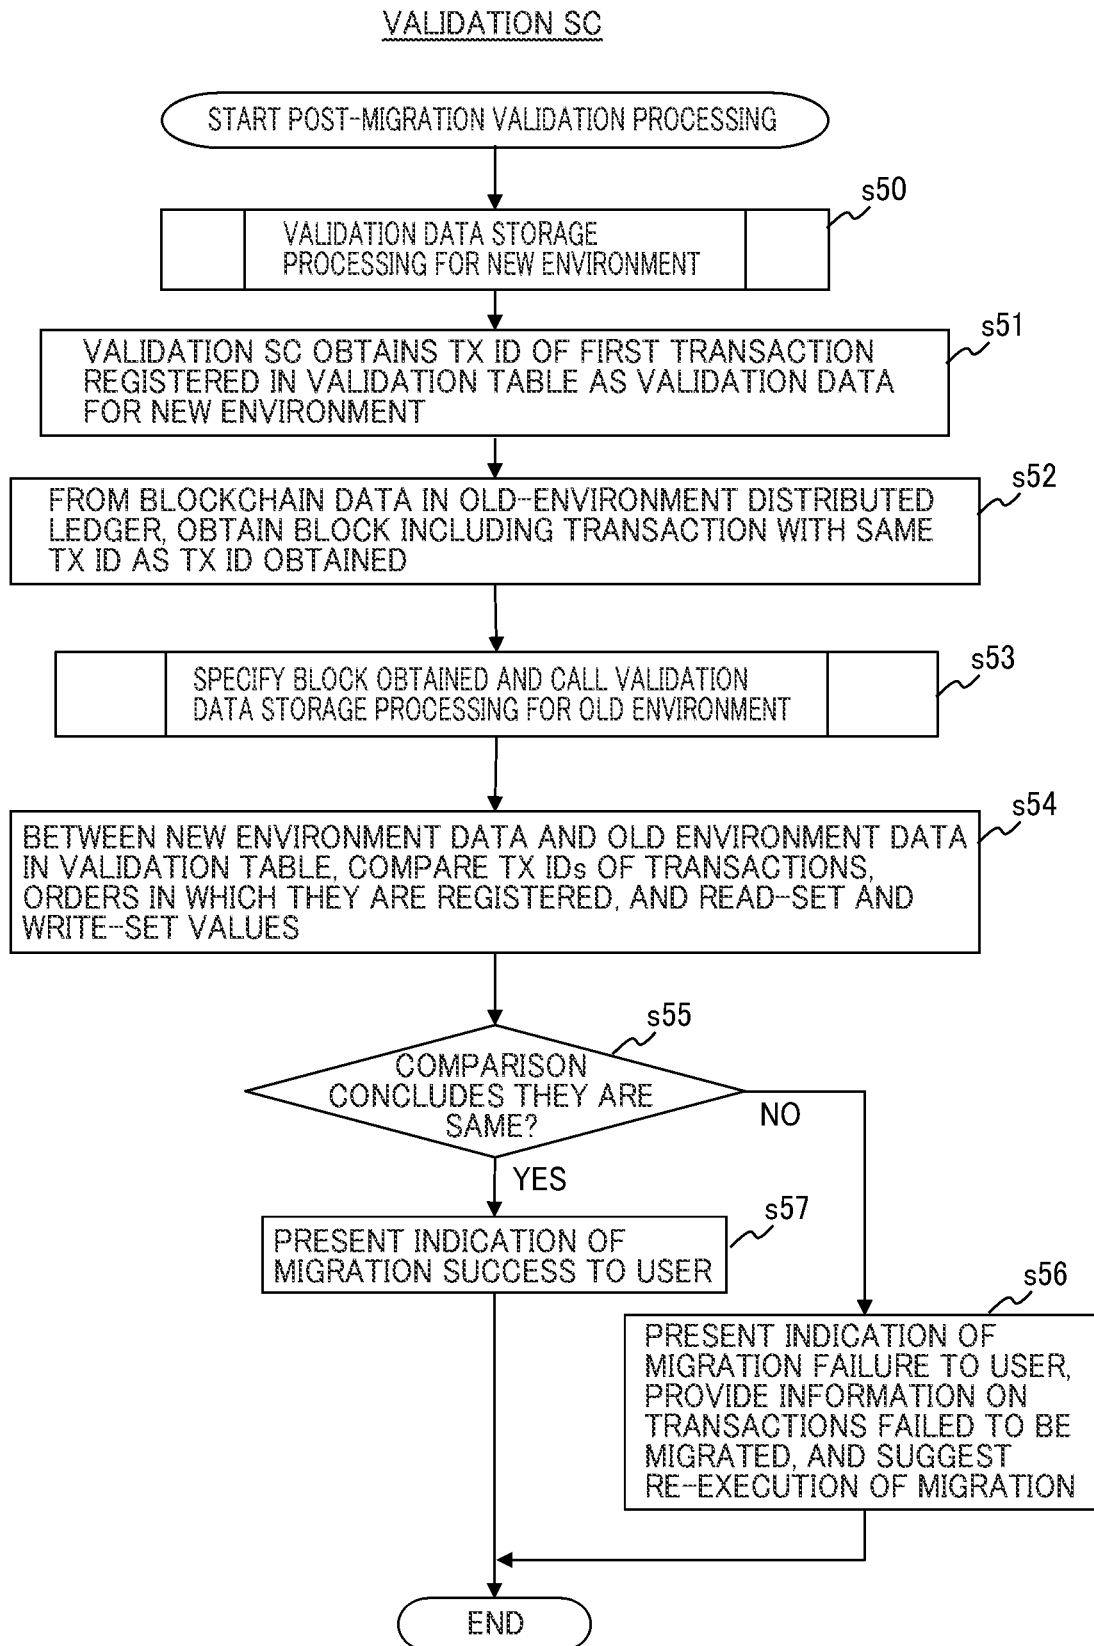 VALIDATION SC
START POST-MIGRATION VALIDATION PROCESSING
s50
VALIDATION DATA STORAGE
PROCESSING FOR NEW ENVIRONMENT
s51
VALIDATION SC OBTAINS TX ID OF FIRST TRANSACTION
REGISTERED IN VALIDATION TABLE AS VALIDATION DATA
FOR NEW ENVIRONMENT
s52
FROM BLOCKCHAIN DATA IN OLD-ENVIRONMENT DISTRIBUTED
LEDGER, OBTAIN BLOCK INCLUDING TRANSACTION WITH SAME
TX ID AS TX ID OBTAINED
s53
SPECIFY BLOCK OBTAINED AND CALL VALIDATION
DATA STORAGE PROCESSING FOR OLD ENVIRONMENT
s54
BETWEEN NEW ENVIRONMENT DATA AND OLD ENVIRONMENT DATA
IN VALIDATION TABLE, COMPARE TX IDs OF TRANSACTIONS,
ORDERS IN WHICH THEY ARE REGISTERED, AND READ-SET AND
WRITE-SET VALUES
s55
COMPARISON
CONCLUDES THEY ARE
SAME?
NO
YES
s57
PRESENT INDICATION OF
MIGRATION SUCCESS TO USER
s56
PRESENT INDICATION OF
MIGRATION FAILURE TO USER,
PROVIDE INFORMATION ON
TRANSACTIONS FAILED TO BE
MIGRATED, AND SUGGEST
RE-EXECUTION OF MIGRATION
END